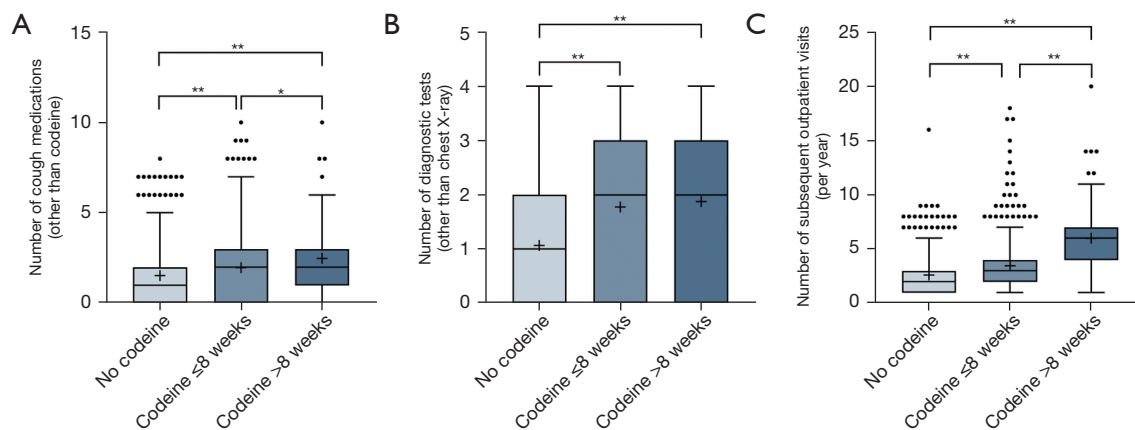 A
Number of cough medications
(other than codeine)
15
10
5
0
**
**
*
No codeine
Codeine ≤8 weeks
Codeine >8 weeks
B
Number of diagnostic tests
(other than chest X-ray)
5
4
3
2
1
0
**
**
No codeine
Codeine ≤8 weeks
Codeine >8 weeks
C
Number of subsequent outpatient visits
(per year)
25
20
15
10
5
0
**
**
**
No codeine
Codeine ≤8 weeks
Codeine >8 weeks